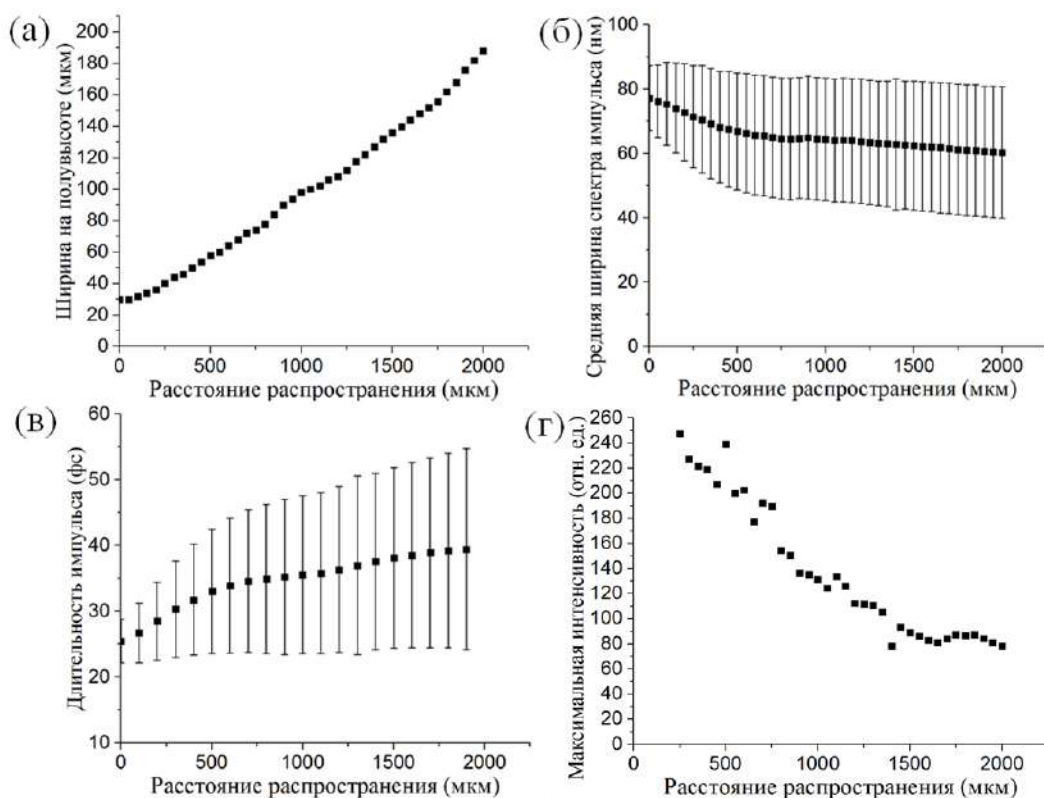 (а)
Ширина на полувысоте (мкм)
200
180
160
140
120
100
80
60
40
20
0
0 500 1000 1500 2000
Расстояние распространения (мкм)
(б)
Средняя ширина спектра импульса (нм)
100
80
60
40
20
0
0 500 1000 1500 2000
Расстояние распространения (мкм)
(в)
Длительность импульса (фс)
60
50
40
30
20
10
0 500 1000 1500 2000
Расстояние распространения (мкм)
(г)
Максимальная интенсивность (отн. ед.)
260
240
220
200
180
160
140
120
100
80
60
40
20
0
0 500 1000 1500 2000
Расстояние распространения (мкм)